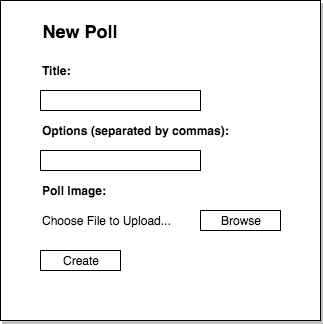 New Poll
Title:
Options (separated by commas):
Poll Image:
Choose File to Upload... Browse
Create